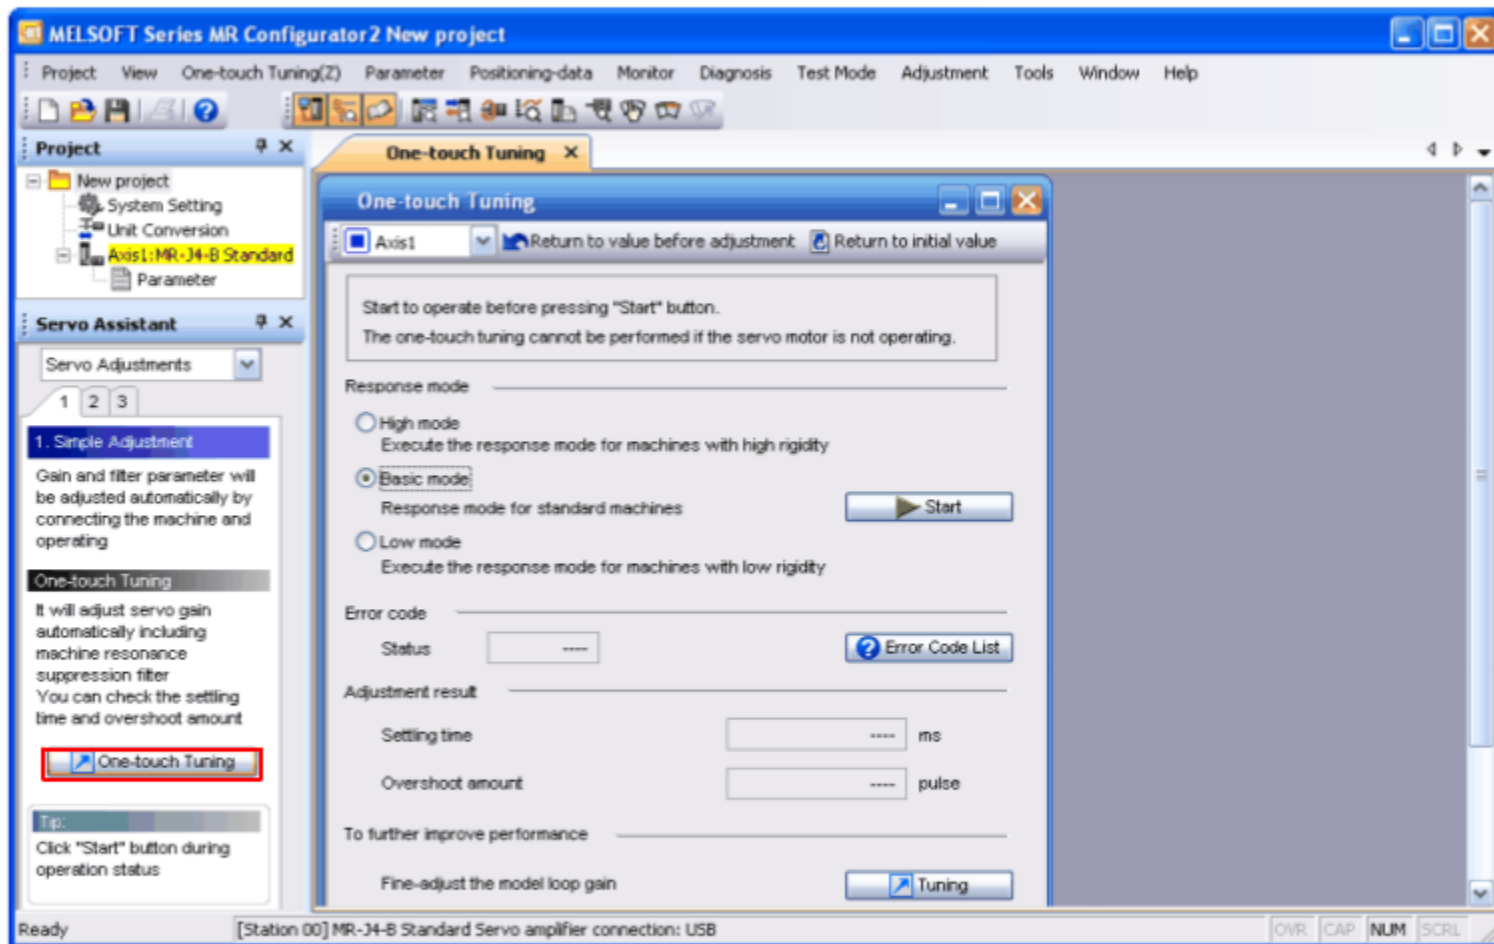 MELSOFT Series MR Configurator2 New project
Project View One-touch Tuning(Z) Parameter Positioning-data Monitor Diagnosis Test Mode Adjustment Tools Window Help
Project
New project
System Setting
Unit Conversion
Axis1:MR-J4-B Standard
Parameter
Servo Assistant
Servo Adjustments
1 2 3
1. Simple Adjustment
Gain and filter parameter will
be adjusted automatically by
connecting the machine and
operating
One-touch Tuning
It will adjust servo gain
automatically including
machine resonance
suppression filter
You can check the settling
time and overshoot amount
One-touch Tuning
Tip:
Click "Start" button during
operation status
One-touch Tuning
One-touch Tuning
Axis1 Return to value before adjustment Return to initial value
Start to operate before pressing "Start" button.
The one-touch tuning cannot be performed if the servo motor is not operating.
Response mode
High mode
Execute the response mode for machines with high rigidity
Basic mode
Response mode for standard machines
Start
Low mode
Execute the response mode for machines with low rigidity
Error code
Status ---- Error Code List
Adjustment result
Settling time ---- ms
Overshoot amount ---- pulse
To further improve performance
Fine-adjust the model loop gain Tuning
Ready [Station 00] MR-J4-B Standard Servo amplifier connection: USB OVR CAP NUM SCRL